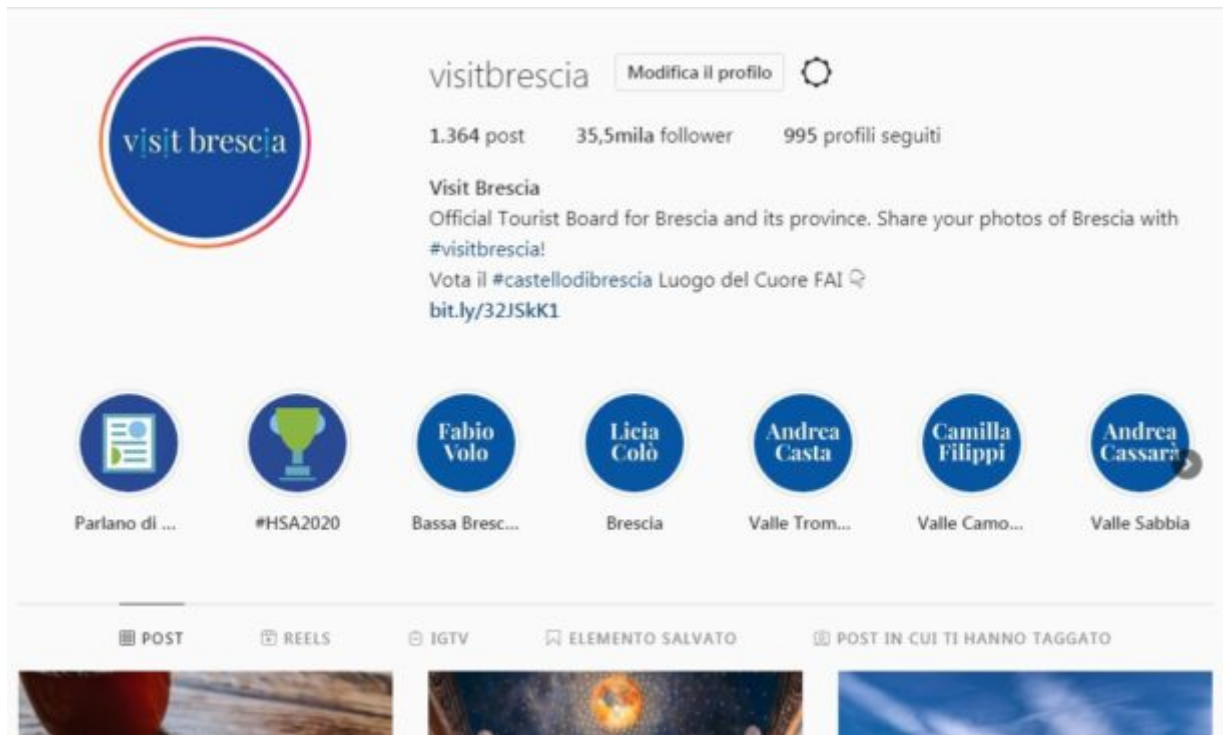 visit brescia
visitbrescia Modifica il profilo
1.364 post 35,5mila follower 995 profili seguiti
Visit Brescia
Official Tourist Board for Brescia and its province. Share your photos of Brescia with
#visitbrescia!
Vota il #castellodibrescia Luogo del Cuore FAI
bit.ly/32JSkK1
Fabio
Volo
Licia
Colò
Andrea
Casta
Camilla
Filippi
Andrea
Cassarà
Parlano di ... #HSA2020 Bassa Bresc... Brescia Valle Trom... Valle Camo... Valle Sabbia
POST REELS IGTV ELEMENTO SALVATO POST IN CUI TI HANNO TAGGATO